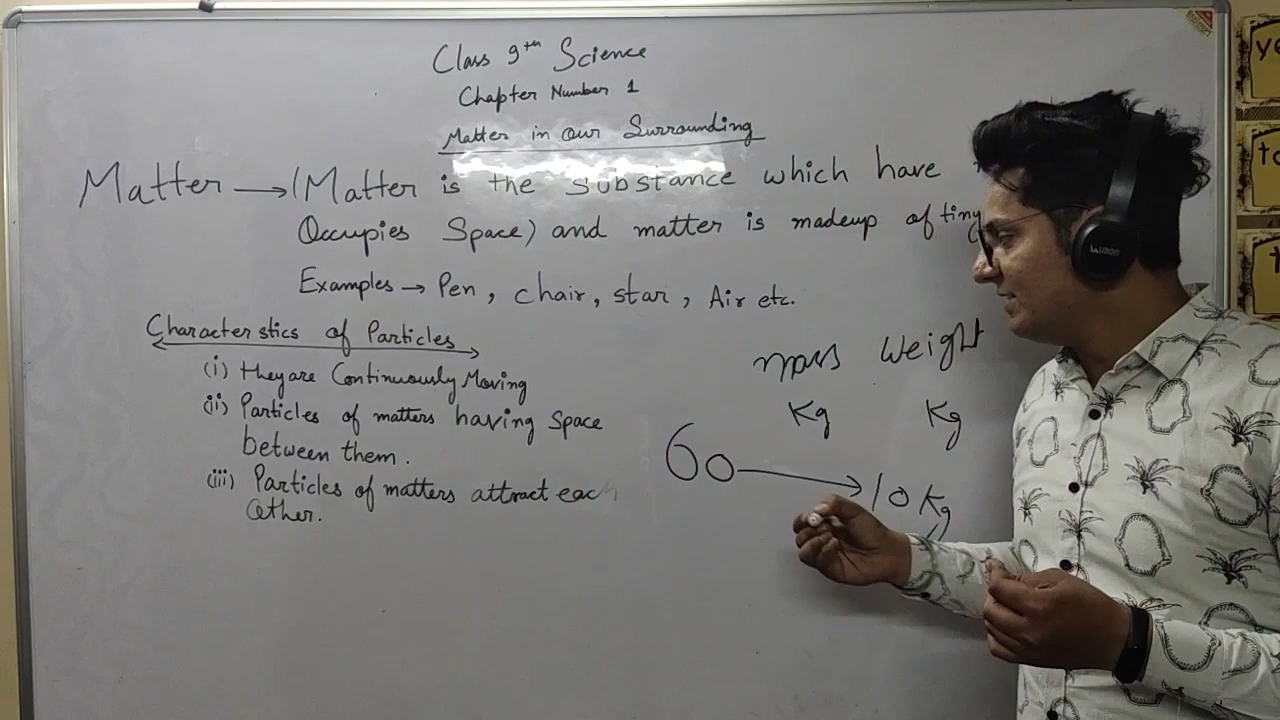 Class 9th Science
Chapter Number 1
Matter in our Surrounding
Matter → (Matter is the substance which have
Occupies Space) and matter is madeup of tiny
Examples → Pen, chair, star, Air etc.
Characterstics of Particles
(i) they are Continuously Moving
(ii) Particles of matters having space
between them.
(iii) Particles of matters attract each
other.
mass Weight
Kg Kg
60 → 10 Kg